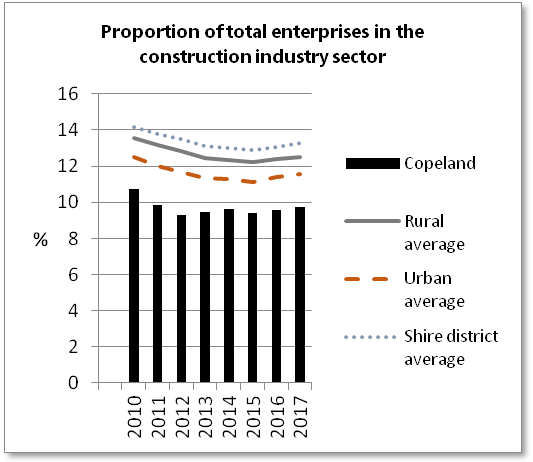 Proportion of total enterprises in the
construction industry sector
16
14
12
10
8
6
4
2
0
%
2010
2011
2012
2013
2014
2015
2016
2017
Copeland
Rural
average
Urban
average
Shire district
average